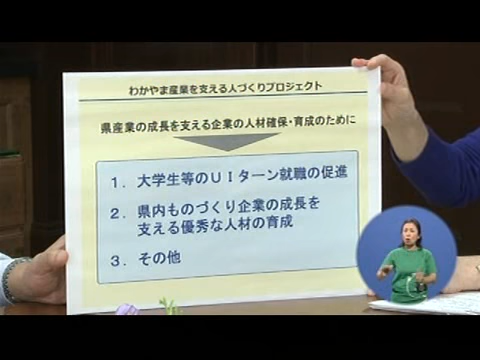 わかやま産業を支える人づくりプロジェクト
県産業の成長を支える企業の人材確保・育成のために
１．大学生等のＵＩターン就職の促進
２．県内ものづくり企業の成長を
支える優秀な人材の育成
３．その他